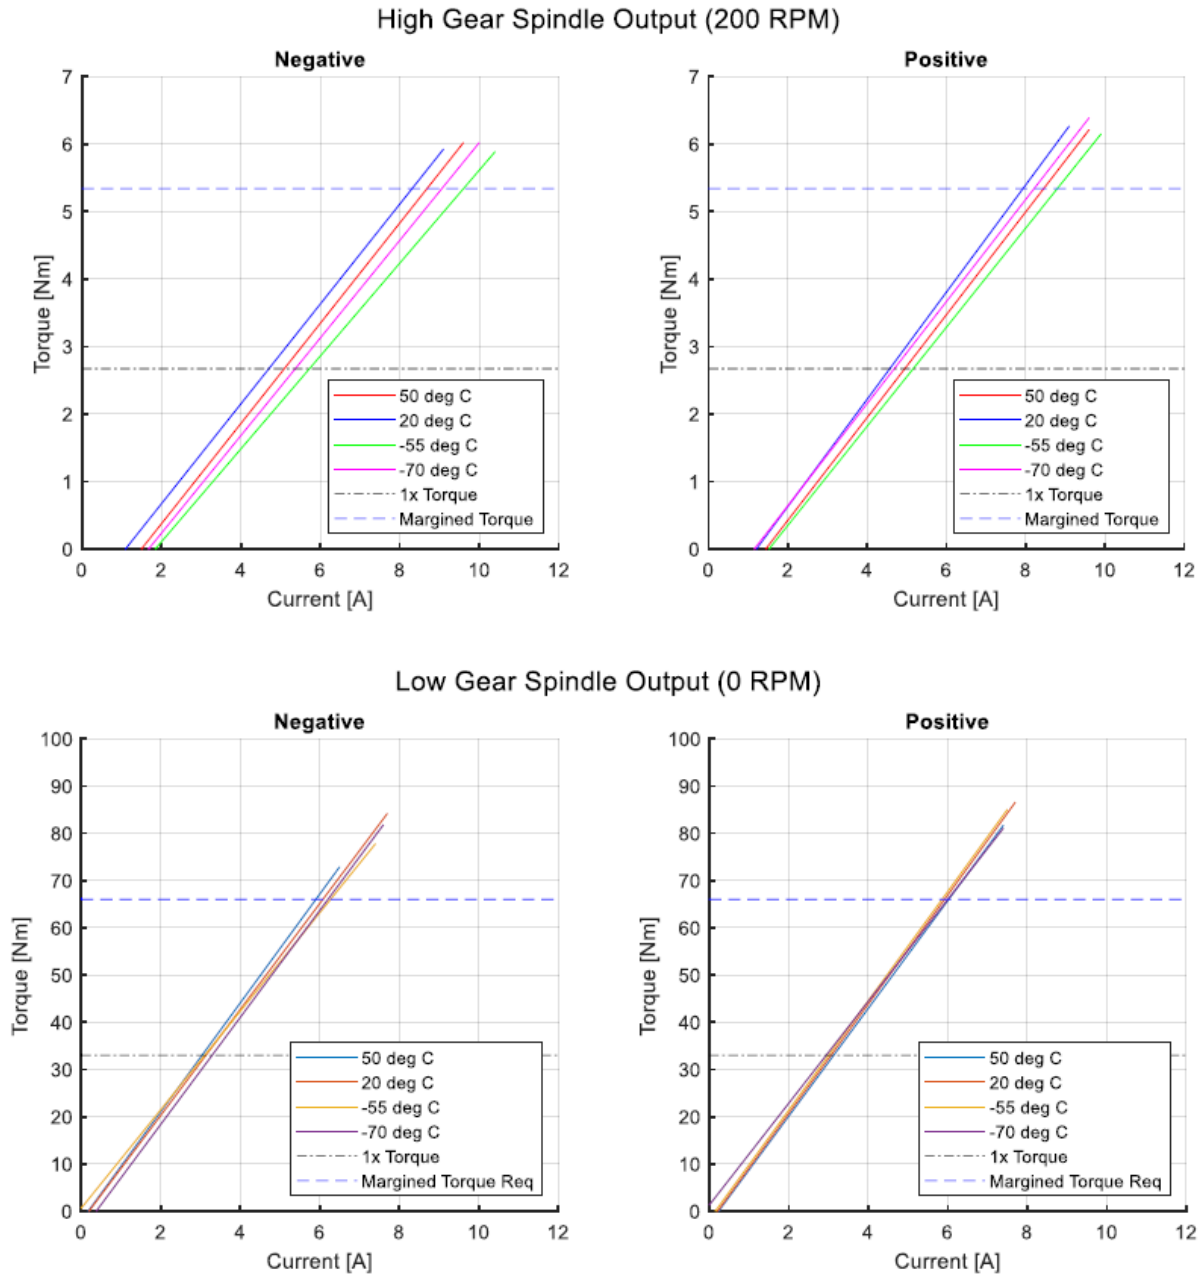 High Gear Spindle Output (200 RPM)
Negative
7
6
5
4
3
2
1
0
Torque [Nm]
50 deg C
20 deg C
-55 deg C
-70 deg C
1x Torque
Margined Torque
0 2 4 6 8 10 12
Current [A]
Positive
7
6
5
4
3
2
1
0
Torque [Nm]
50 deg C
20 deg C
-55 deg C
-70 deg C
1x Torque
Margined Torque
0 2 4 6 8 10 12
Current [A]
Low Gear Spindle Output (0 RPM)
Negative
100
90
80
70
60
50
40
30
20
10
0
Torque [Nm]
50 deg C
20 deg C
-55 deg C
-70 deg C
1x Torque
Margined Torque Req
0 2 4 6 8 10 12
Current [A]
Positive
100
90
80
70
60
50
40
30
20
10
0
Torque [Nm]
50 deg C
20 deg C
-55 deg C
-70 deg C
1x Torque
Margined Torque Req
0 2 4 6 8 10 12
Current [A]